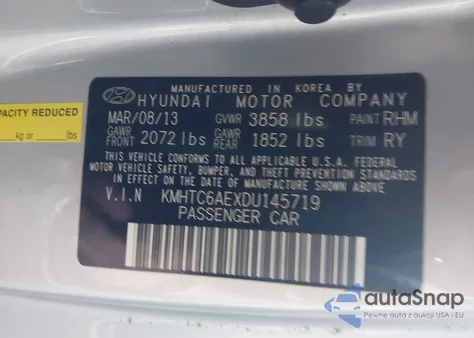 MANUFACTURED IN KOREA BY
HYUNDAI MOTOR COMPANY
MAR/08/13 GVWR 3858 lbs PAINT RHM
GAWR FRONT 2072 lbs GAWR REAR 1852 lbs TRIM RY
THIS VEHICLE CONFORMS TO ALL APPLICABLE U.S.A. FEDERAL
MOTOR VEHICLE SAFETY, BUMPER, AND THEFT PREVENTION STANDARDS
IN EFFECT ON THE DATE OF MANUFACTURE SHOWN ABOVE.
V.I.N KMHTC6AEXDU145719
PASSENGER CAR
CAPACITY REDUCED
kg or lbs
autoSnap
Pewne auta z aukcji USA i EU